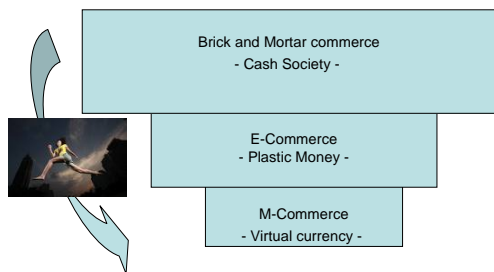 Brick and Mortar commerce
- Cash Society -
E-Commerce
- Plastic Money -
M-Commerce
- Virtual currency -